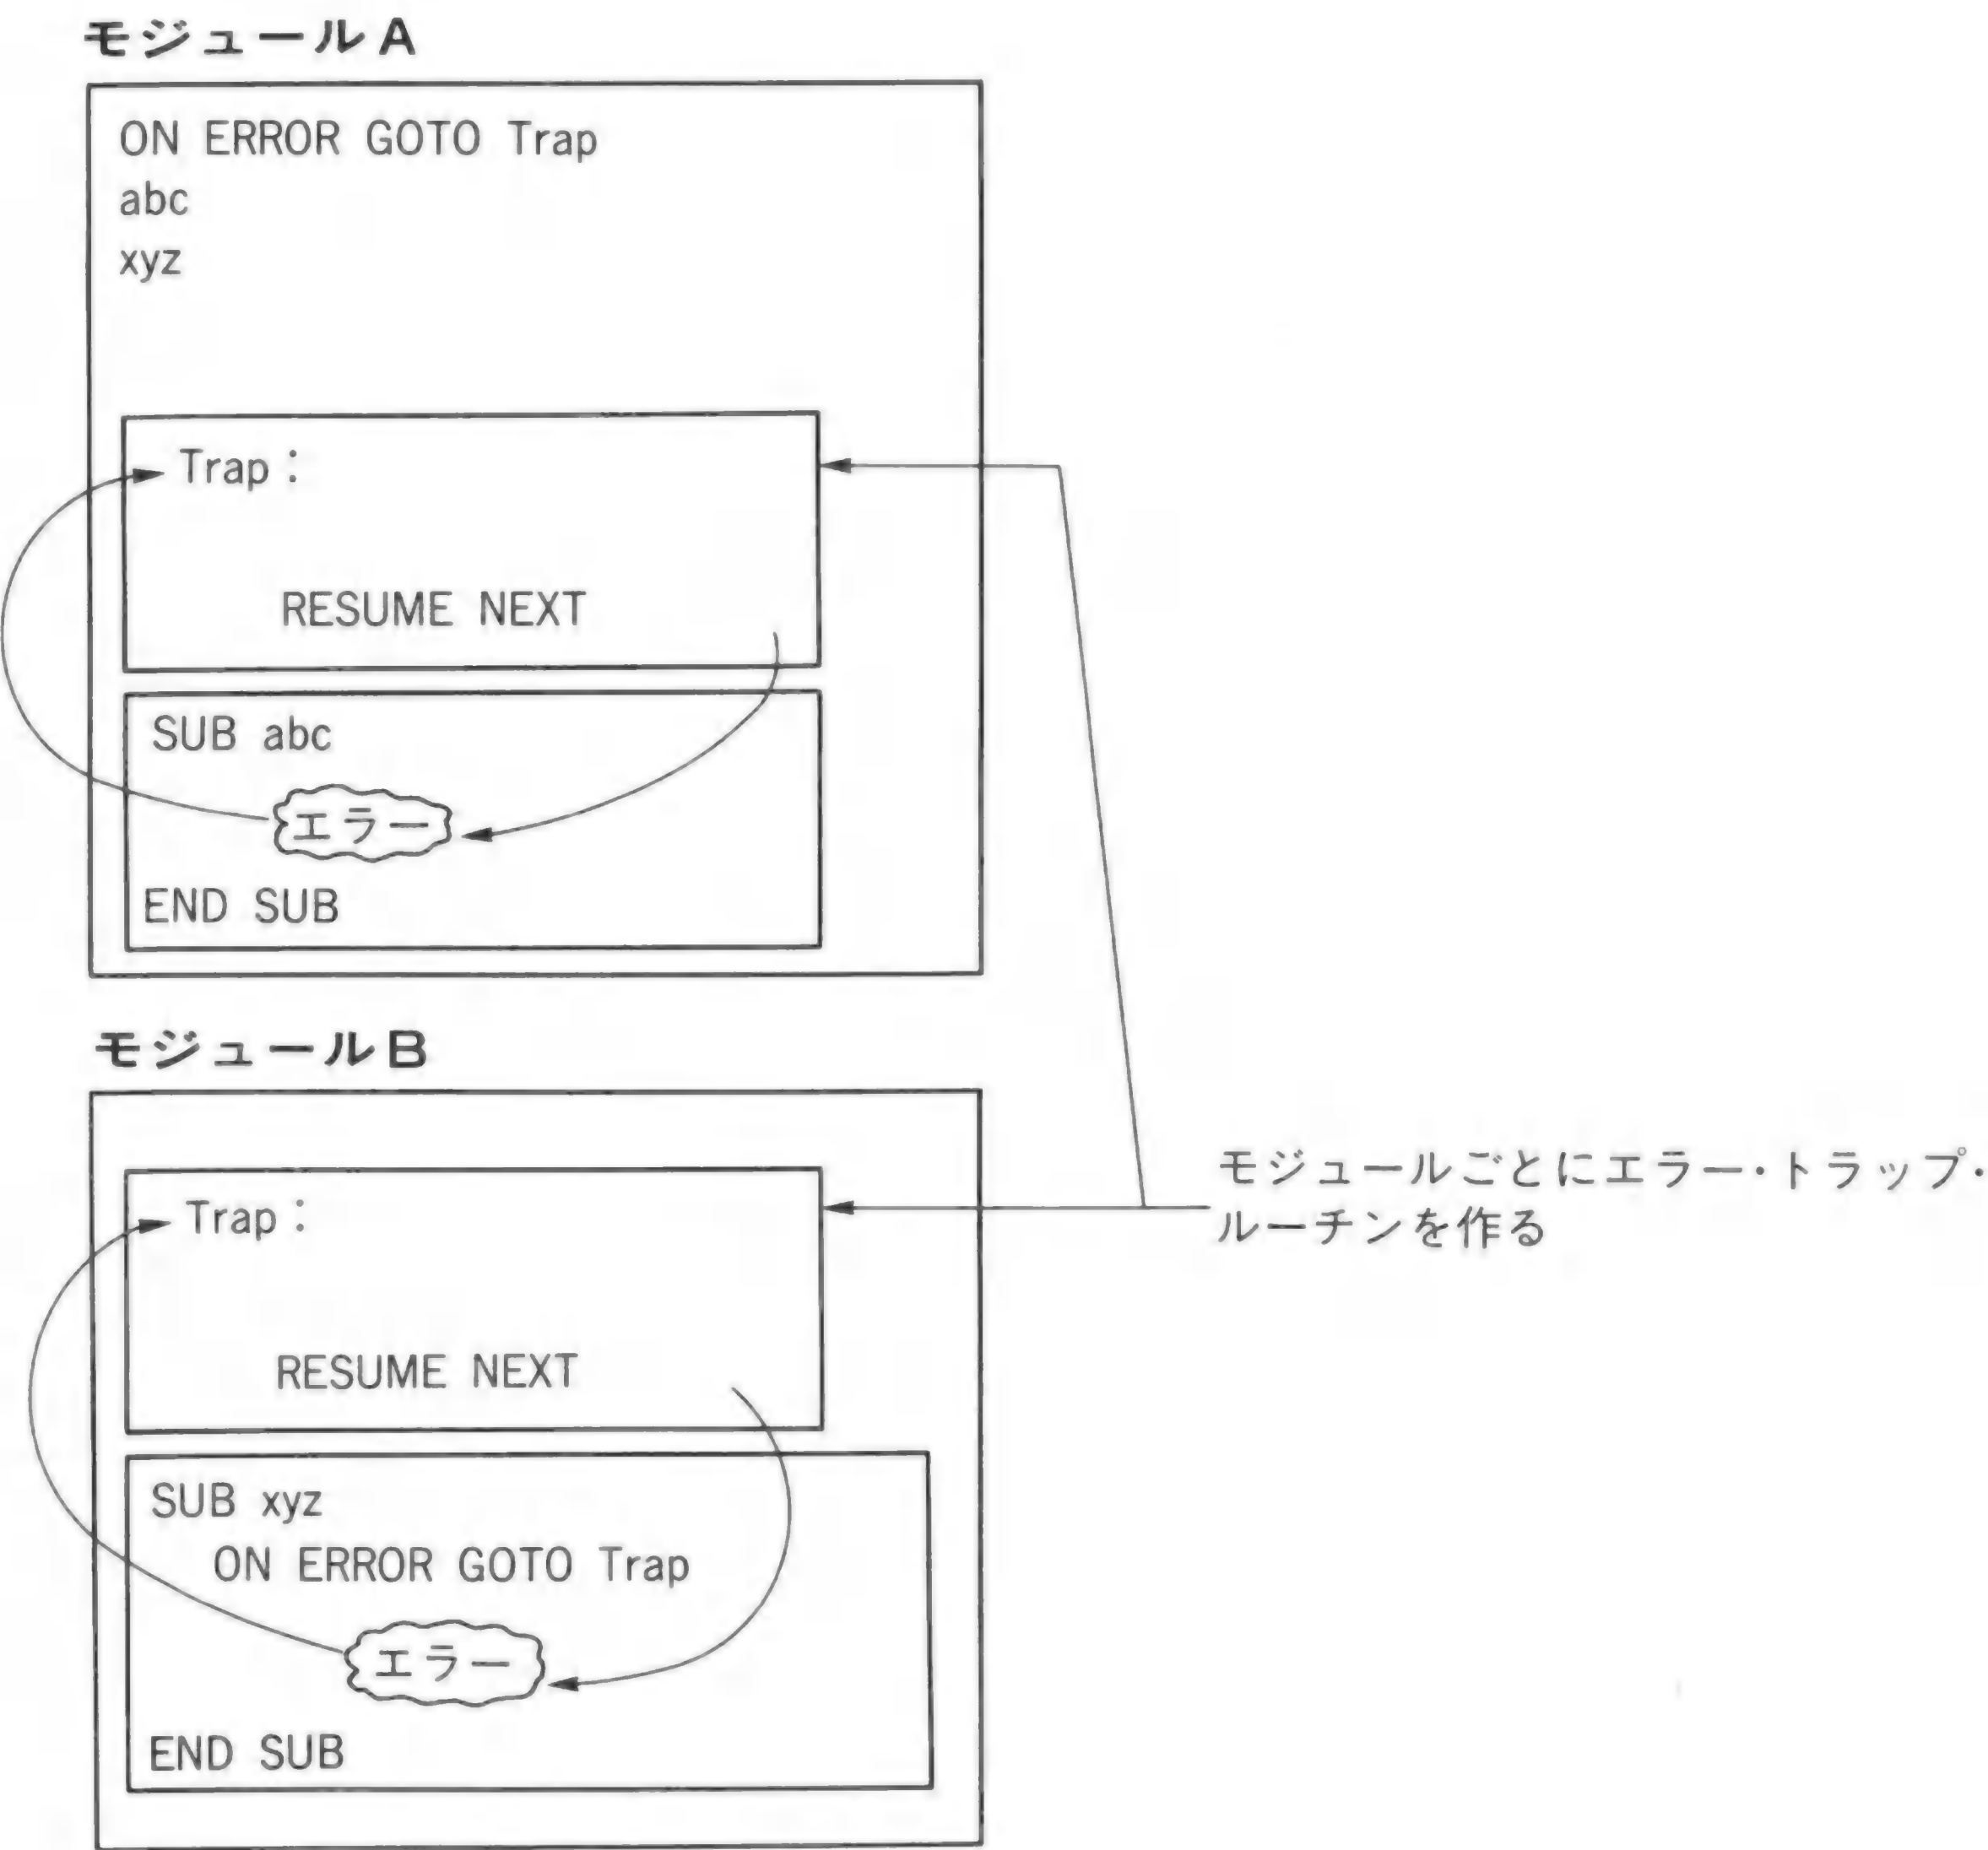 モジュールA
ON ERROR GOTO Trap
abc
xyz
Trap:
RESUME NEXT
SUB abc
エラー
END SUB
モジュールB
Trap:
RESUME NEXT
SUB xyz
ON ERROR GOTO Trap
エラー
END SUB
モジュールごとにエラー・トラップ・
ルーチンを作る